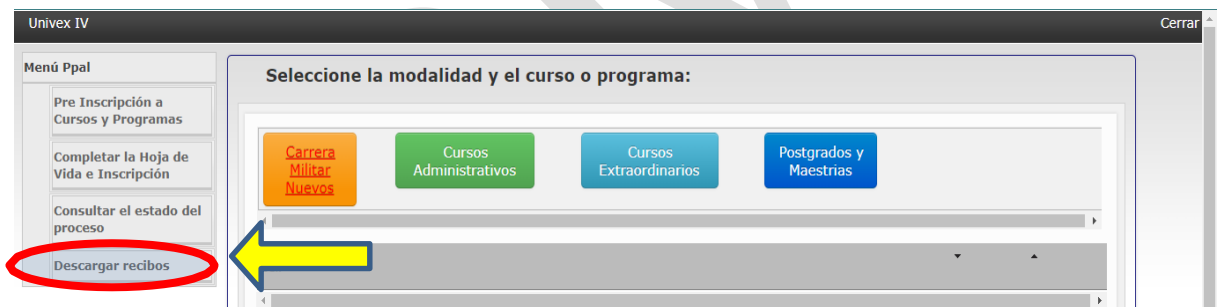 Univex IV
Cerrar
Menú Ppal
Pre Inscripción a
Cursos y Programas
Completar la Hoja de
Vida e Inscripción
Consultar el estado del
proceso
Descargar recibos
Seleccione la modalidad y el curso o programa:
Carrera
Militar
Nuevos
Cursos
Administrativos
Cursos
Extraordinarios
Postgrados y
Maestrias